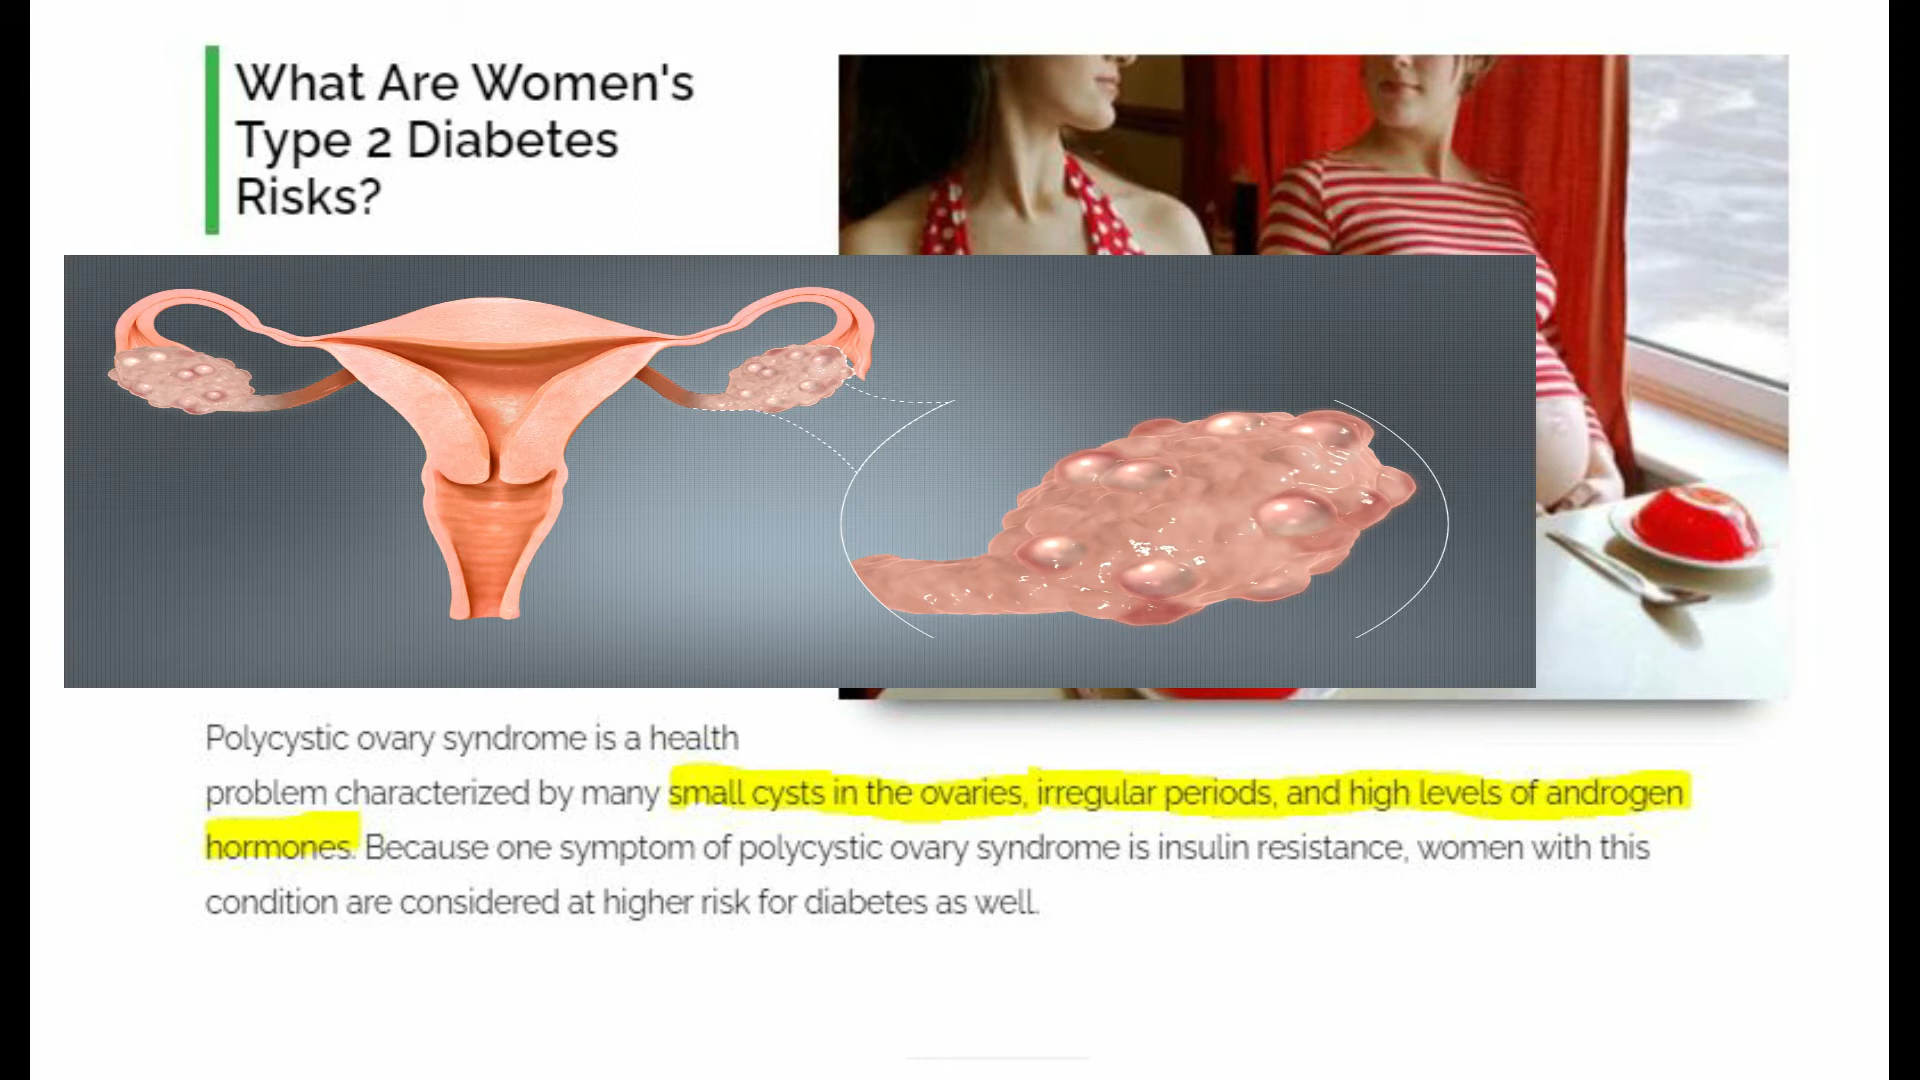 What Are Women's
Type 2 Diabetes
Risks?
Polycystic ovary syndrome is a health
problem characterized by many small cysts in the ovaries, irregular periods, and high levels of androgen
hormones. Because one symptom of polycystic ovary syndrome is insulin resistance, women with this
condition are considered at higher risk for diabetes as well.